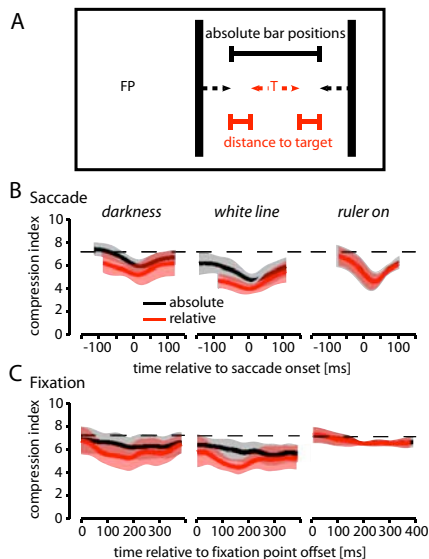 A
absolute bar positions
FP
T
distance to target
B Saccade
darkness white line ruler on
compression index
10
8
6
4
2
0
absolute
relative
-100 0 100 -100 0 100 -100 0 100
time relative to saccade onset [ms]
C Fixation
compression index
10
8
6
4
2
0
0 100 200 300 0 100 200 300 0 100 200 300 400
time relative to fixation point offset [ms]